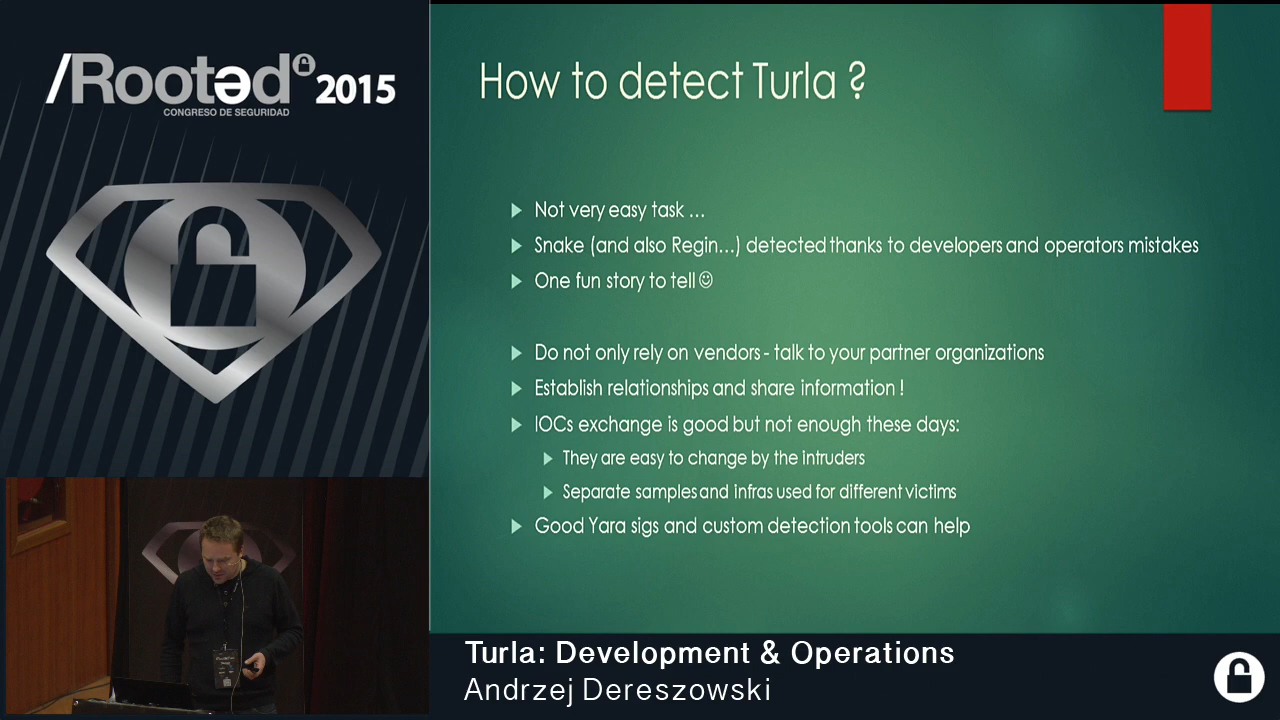 /Rootəd 2015
CONGRESO DE SEGURIDAD
How to detect Turla ?
Not very easy task ...
Snake (and also Regin...) detected thanks to developers and operators mistakes
One fun story to tell☺
Do not only rely on vendors - talk to your partner organizations
Establish relationships and share information !
IOCs exchange is good but not enough these days:
They are easy to change by the intruders
Separate samples and infras used for different victims
Good Yara sigs and custom detection tools can help
Turla: Development & Operations
Andrzej Dereszowski